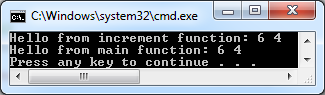 C:\Windows\system32\cmd.exe
Hello from increment function: 6 4
Hello from main function: 6 4
Press any key to continue . . .